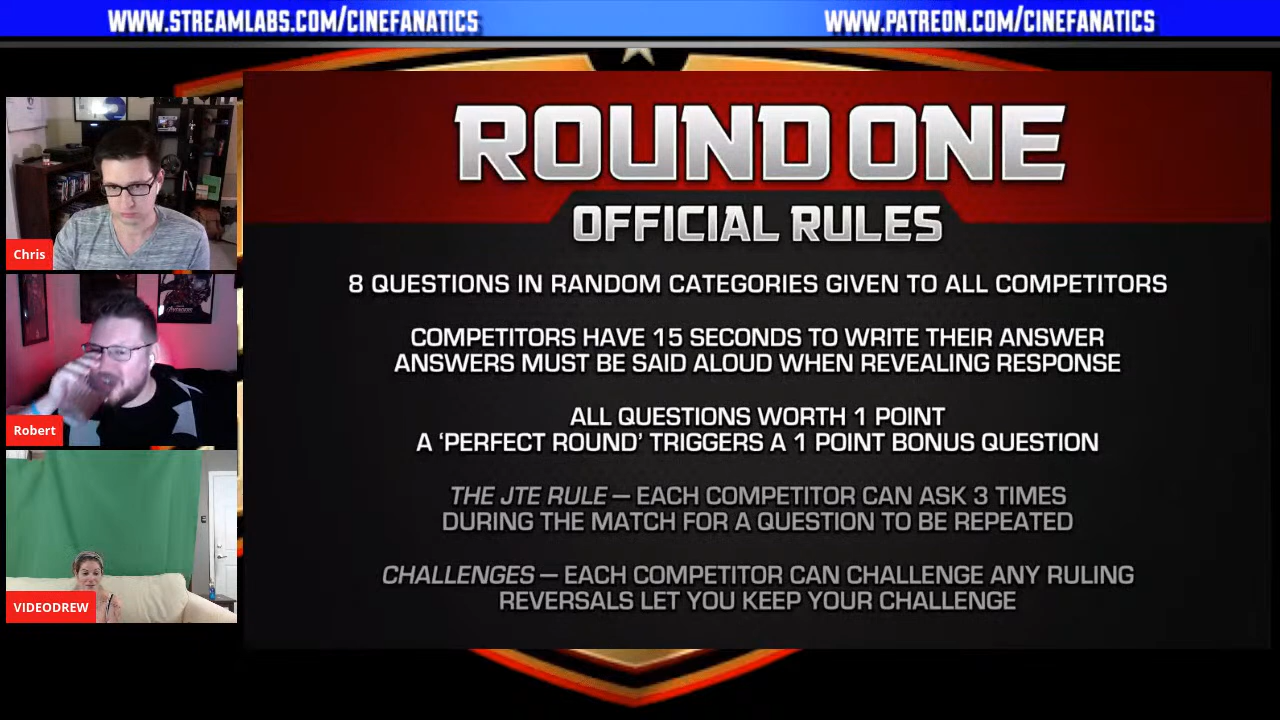 WWW.STREAMLABS.COM/CINEFANATICS
WWW.PATREON.COM/CINEFANATICS
ROUND ONE
OFFICIAL RULES
8 QUESTIONS IN RANDOM CATEGORIES GIVEN TO ALL COMPETITORS
COMPETITORS HAVE 15 SECONDS TO WRITE THEIR ANSWER
ANSWERS MUST BE SAID ALOUD WHEN REVEALING RESPONSE
ALL QUESTIONS WORTH 1 POINT
A ‘PERFECT ROUND’ TRIGGERS A 1 POINT BONUS QUESTION
THE JTE RULE – EACH COMPETITOR CAN ASK 3 TIMES
DURING THE MATCH FOR A QUESTION TO BE REPEATED
CHALLENGES – EACH COMPETITOR CAN CHALLENGE ANY RULING
REVERSALS LET YOU KEEP YOUR CHALLENGE
Chris
Robert
VIDEODREW